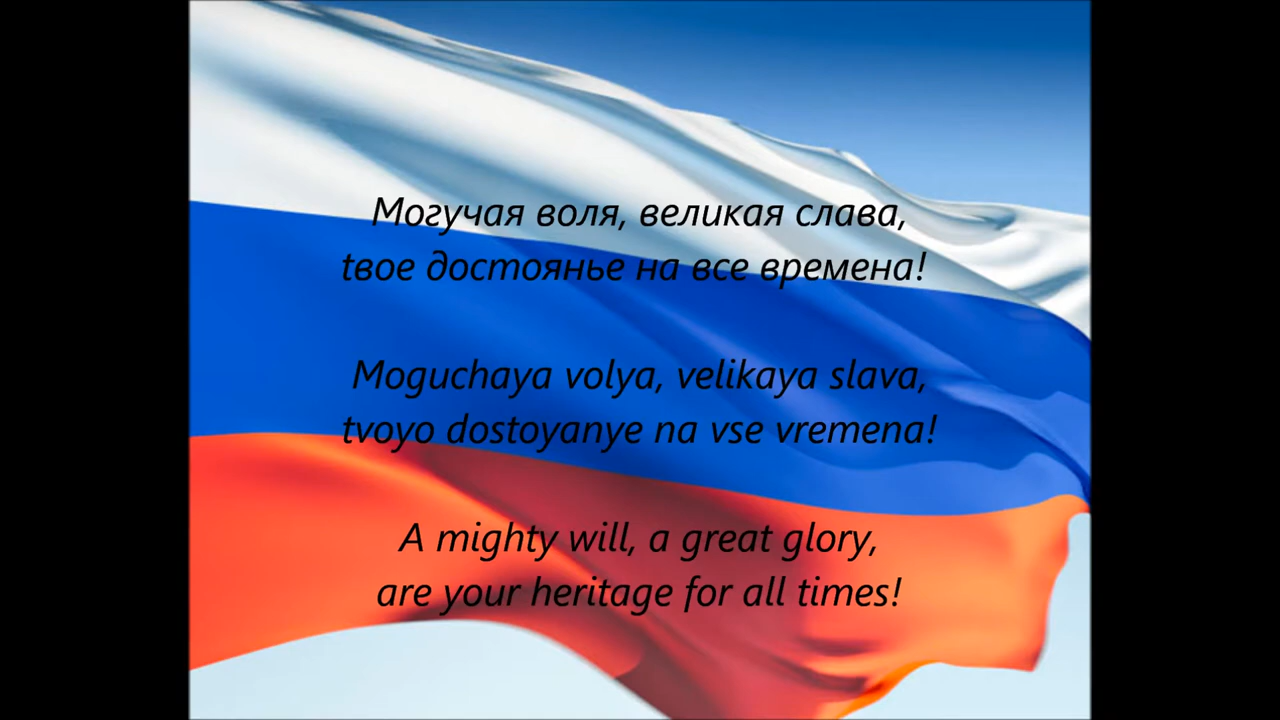 Могучая воля, великая слава,
твое достоянье на все времена!
Moguchaya volya, velikaya slava,
tvoyo dostoyanye na vse vremena!
A mighty will, a great glory,
are your heritage for all times!